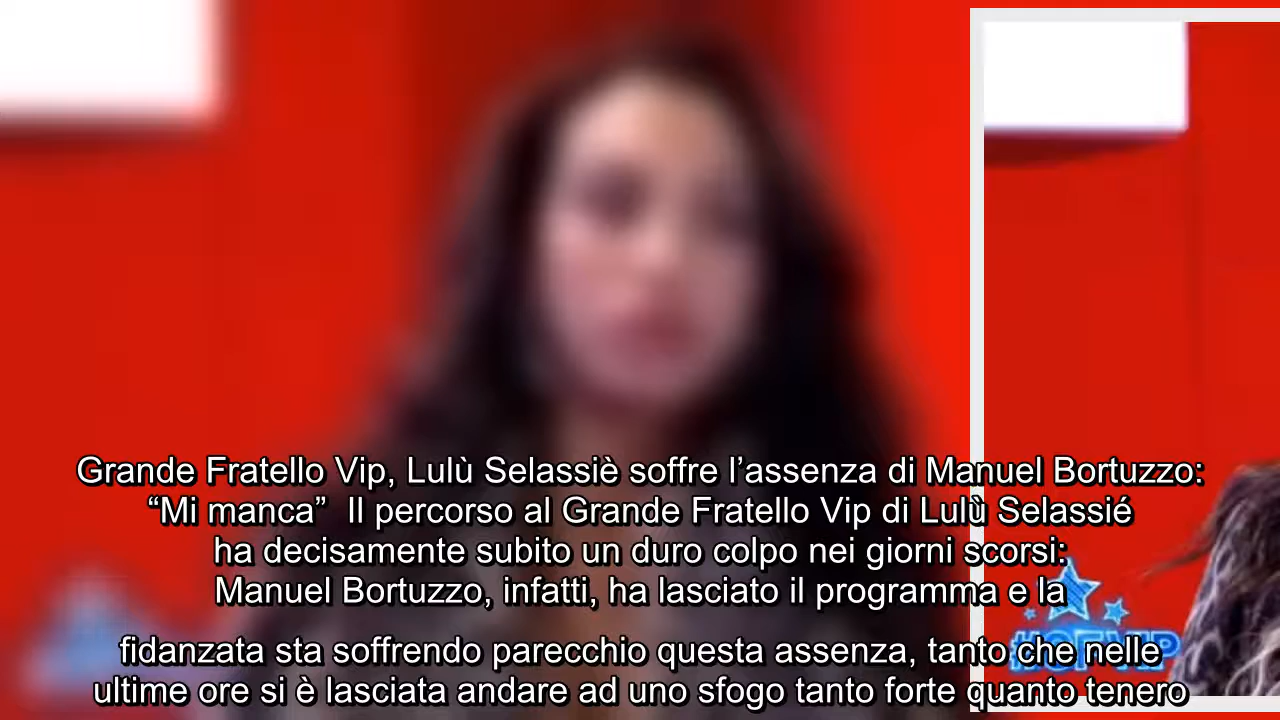 Grande Fratello Vip, Lulù Selassiè soffre l’assenza di Manuel Bortuzzo:
“Mi manca”  Il percorso al Grande Fratello Vip di Lulù Selassié
ha decisamente subito un duro colpo nei giorni scorsi:
Manuel Bortuzzo, infatti, ha lasciato il programma e la
fidanzata sta soffrendo parecchio questa assenza, tanto che nelle
ultime ore si è lasciata andare ad uno sfogo tanto forte quanto tenero
#GFVIP